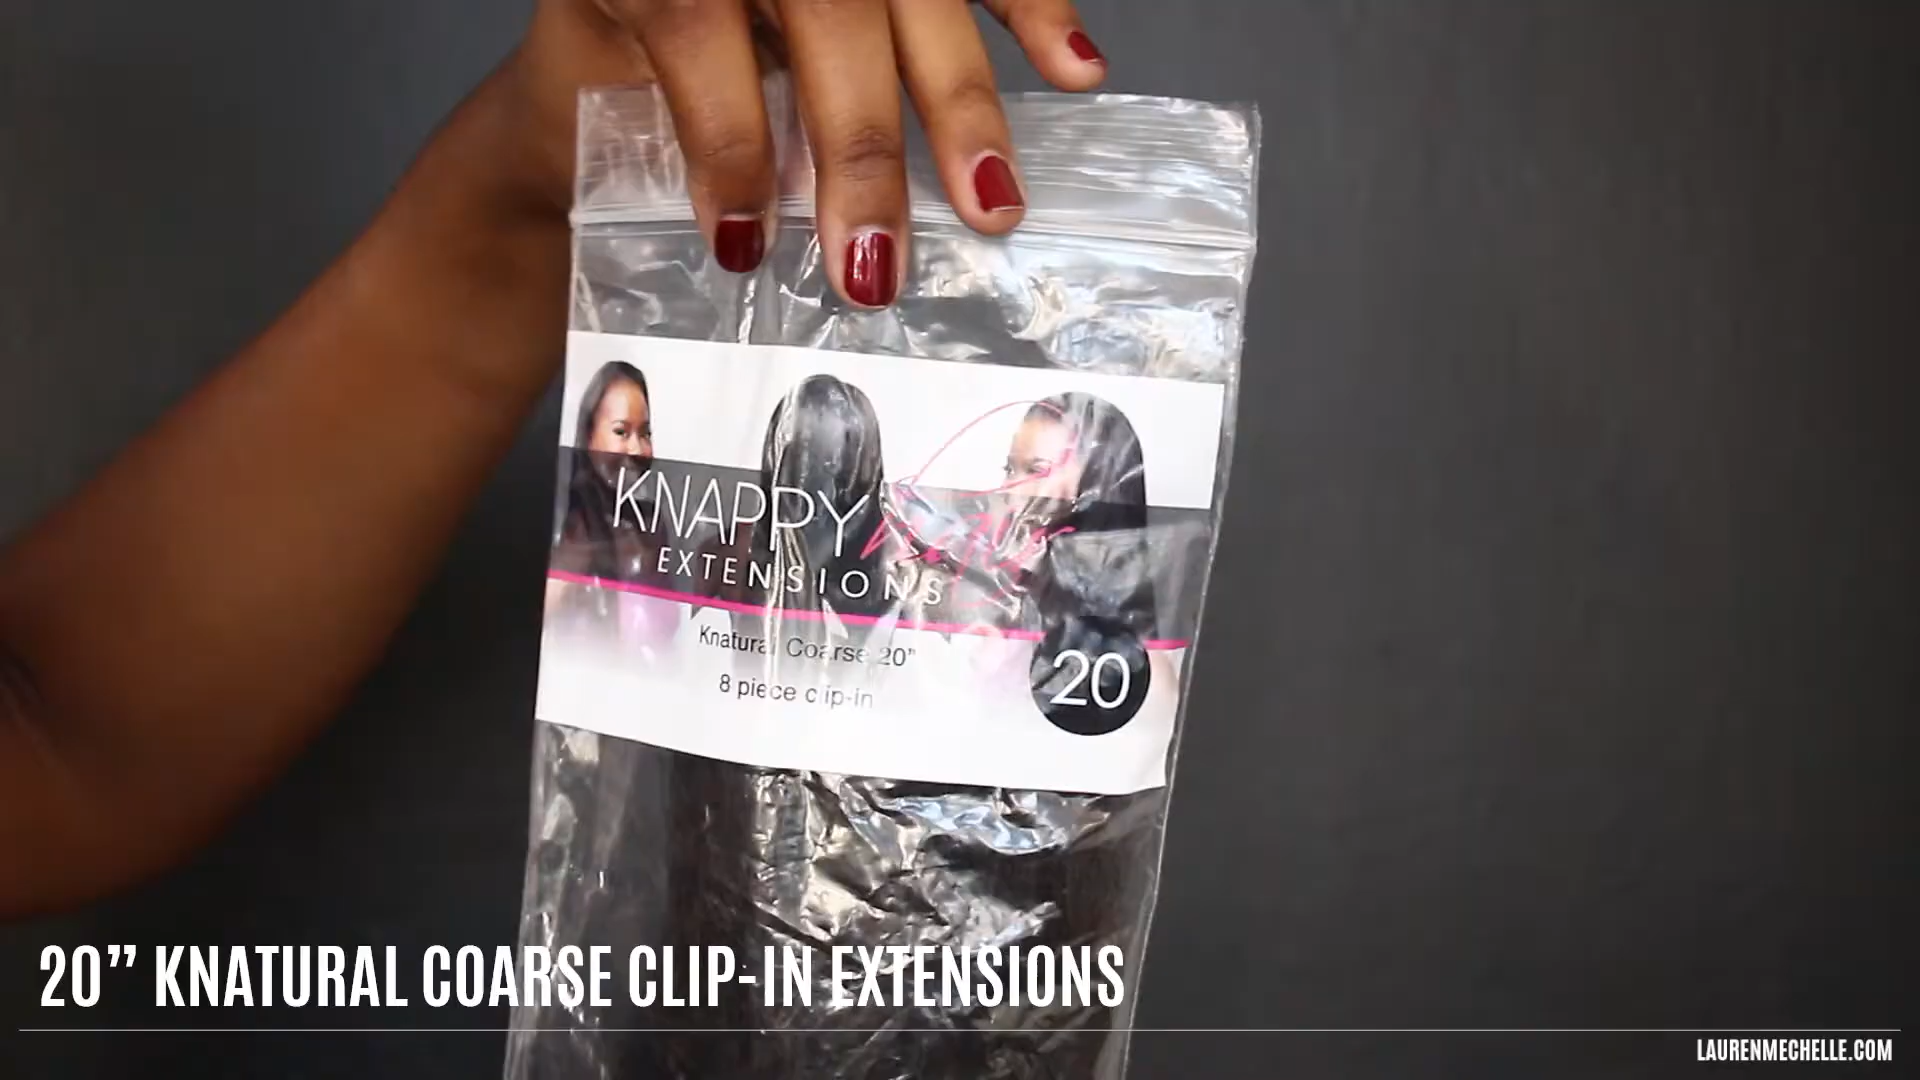 KNAPPY
EXTENSIONS
Knatural Coarse 20”
8 piece clip-in
20
20” KNATURAL COARSE CLIP-IN EXTENSIONS
LAURENMECHELLE.COM